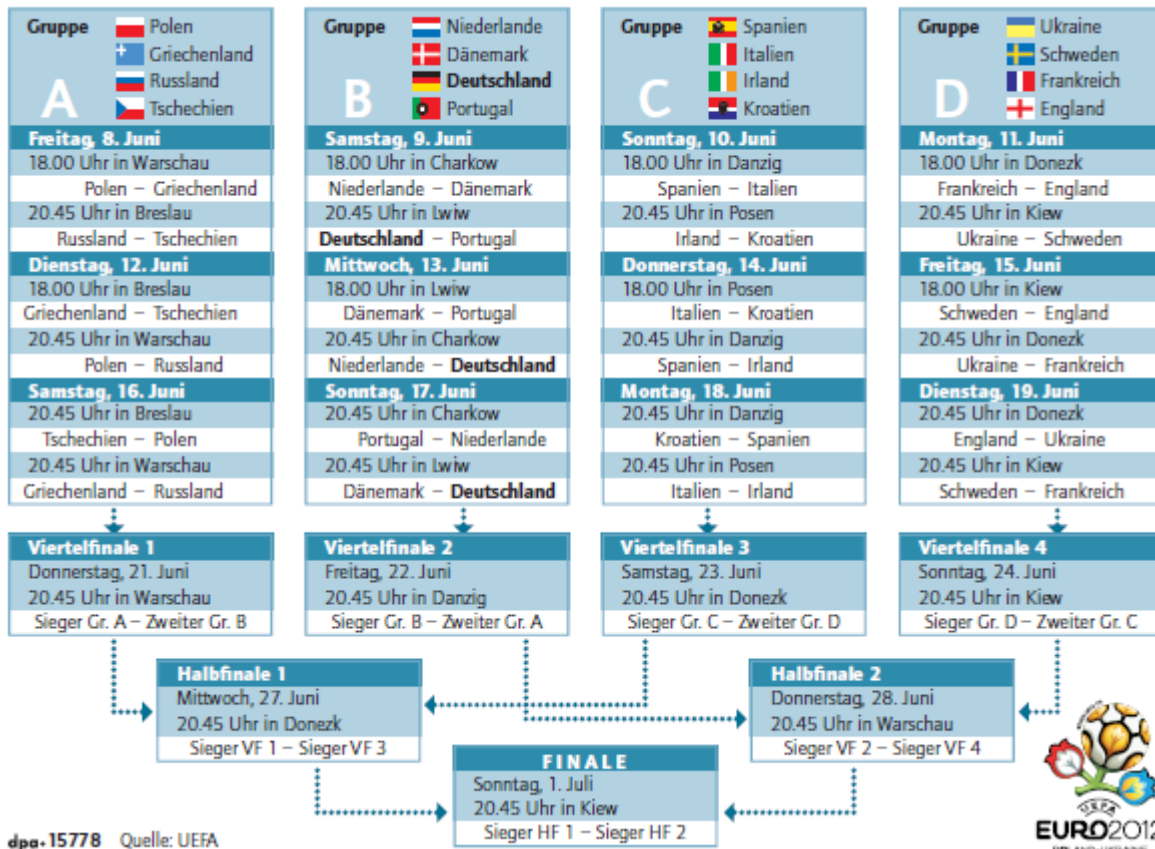 Gruppe A
Polen
Griechenland
Russland
Tschechien
Freitag, 8. Juni
18.00 Uhr in Warschau
Polen – Griechenland
20.45 Uhr in Breslau
Russland – Tschechien
Dienstag, 12. Juni
18.00 Uhr in Breslau
Griechenland – Tschechien
20.45 Uhr in Warschau
Polen – Russland
Samstag, 16. Juni
20.45 Uhr in Breslau
Tschechien – Polen
20.45 Uhr in Warschau
Griechenland – Russland
Gruppe B
Niederlande
Dänemark
Deutschland
Portugal
Samstag, 9. Juni
18.00 Uhr in Charkow
Niederlande – Dänemark
20.45 Uhr in Lwiw
Deutschland – Portugal
Mittwoch, 13. Juni
18.00 Uhr in Lwiw
Dänemark – Portugal
20.45 Uhr in Charkow
Niederlande – Deutschland
Sonntag, 17. Juni
20.45 Uhr in Charkow
Portugal – Niederlande
20.45 Uhr in Lwiw
Dänemark – Deutschland
Gruppe C
Spanien
Italien
Irland
Kroatien
Sonntag, 10. Juni
18.00 Uhr in Danzig
Spanien – Italien
20.45 Uhr in Posen
Irland – Kroatien
Donnerstag, 14. Juni
18.00 Uhr in Posen
Italien – Kroatien
20.45 Uhr in Danzig
Spanien – Irland
Montag, 18. Juni
20.45 Uhr in Danzig
Kroatien – Spanien
20.45 Uhr in Posen
Italien – Irland
Gruppe D
Ukraine
Schweden
Frankreich
England
Montag, 11. Juni
18.00 Uhr in Donezk
Frankreich – England
20.45 Uhr in Kiew
Ukraine – Schweden
Freitag, 15. Juni
18.00 Uhr in Kiew
Schweden – England
20.45 Uhr in Donezk
Ukraine – Frankreich
Dienstag, 19. Juni
20.45 Uhr in Donezk
England – Ukraine
20.45 Uhr in Kiew
Schweden – Frankreich
Viertelfinale 1
Donnerstag, 21. Juni
20.45 Uhr in Warschau
Sieger Gr. A – Zweiter Gr. B
Viertelfinale 2
Freitag, 22. Juni
20.45 Uhr in Danzig
Sieger Gr. B – Zweiter Gr. A
Viertelfinale 3
Samstag, 23. Juni
20.45 Uhr in Donezk
Sieger Gr. C – Zweiter Gr. D
Viertelfinale 4
Sonntag, 24. Juni
20.45 Uhr in Kiew
Sieger Gr. D – Zweiter Gr. C
Halbfinale 1
Mittwoch, 27. Juni
20.45 Uhr in Donezk
Sieger VF 1 – Sieger VF 3
Halbfinale 2
Donnerstag, 28. Juni
20.45 Uhr in Warschau
Sieger VF 2 – Sieger VF 4
FINALE
Sonntag, 1. Juli
20.45 Uhr in Kiew
Sieger HF 1 – Sieger HF 2
dpa•15778 Quelle: UEFA
UEFA
EURO2012